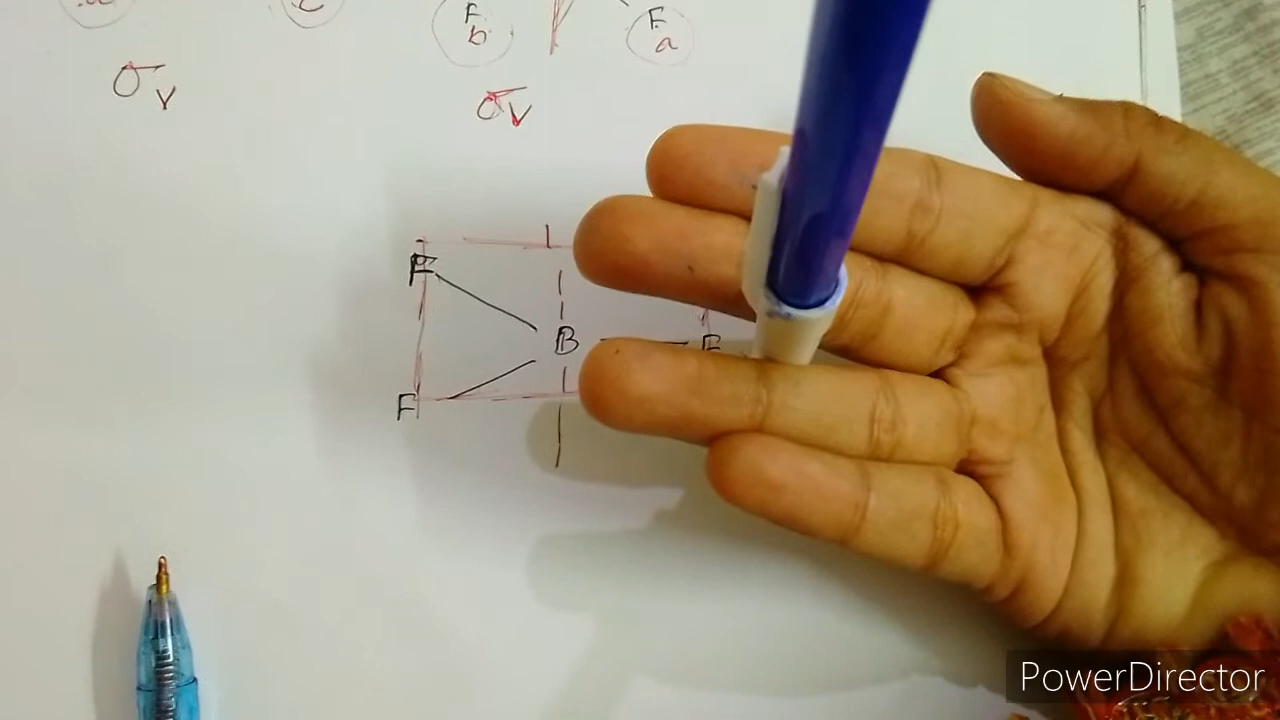 a c F F
b a
σv σv
F
B F
F
PowerDirector